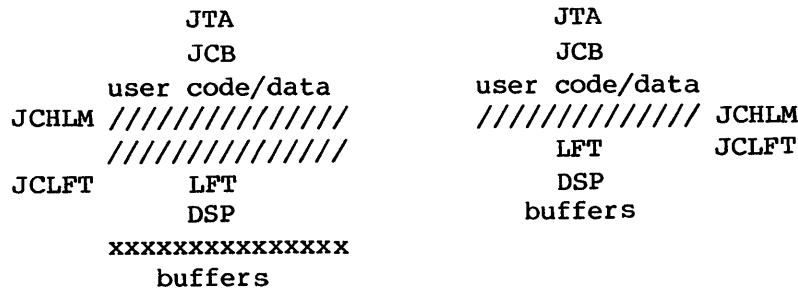 JTA JTA
JCB JCB
user code/data user code/data
JCHLM /////////////// ////////////// JCHLM
/////////////// LFT JCLFT
JCLFT LFT DSP
DSP buffers
xxxxxxxxxxxxxxx
buffers